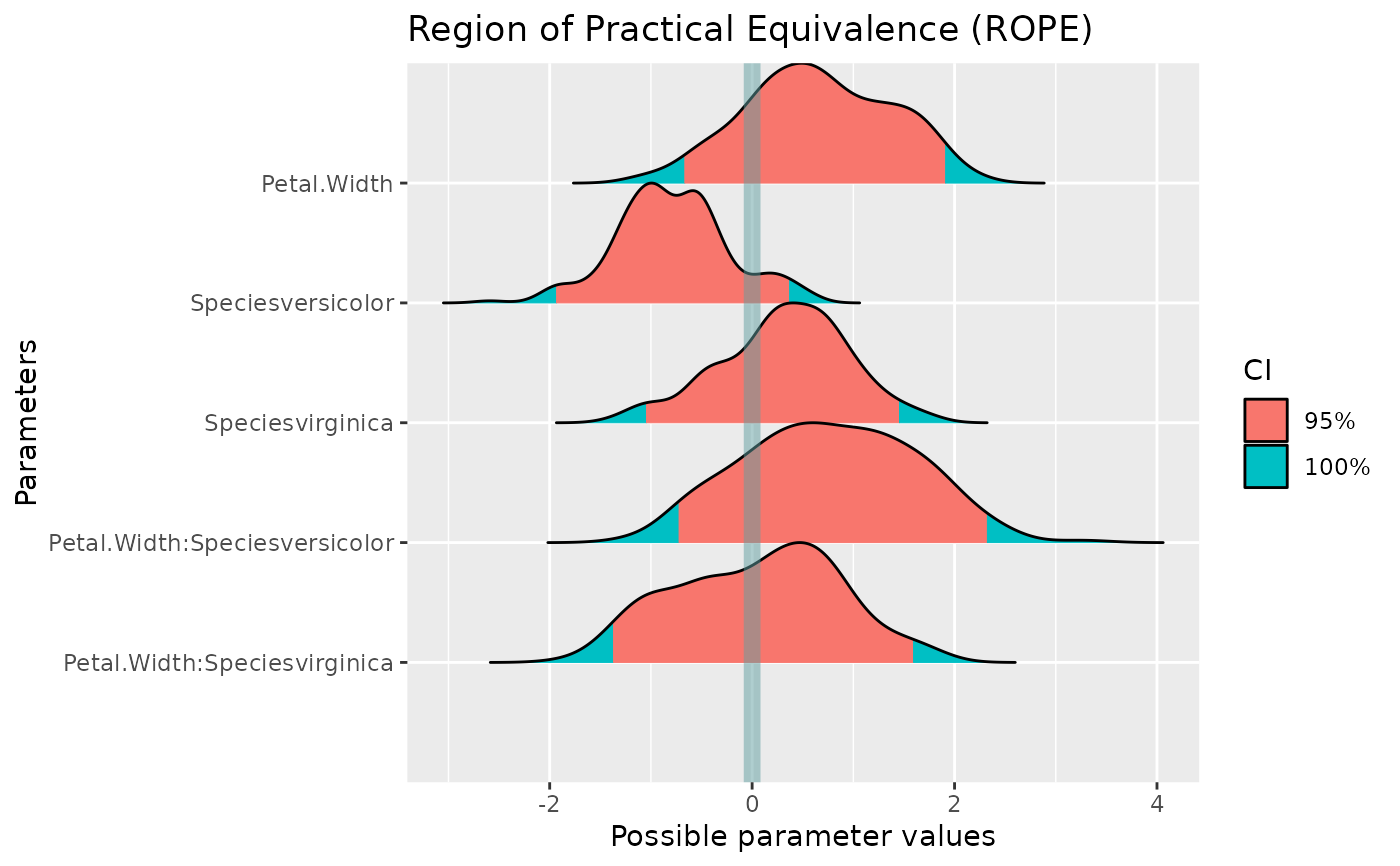 Region of Practical Equivalence (ROPE)
Parameters
Petal.Width
Speciesversicolor
Speciesvirginica
Petal.Width:Speciesversicolor
Petal.Width:Speciesvirginica
-2
0
2
4
Possible parameter values
CI
95%
100%